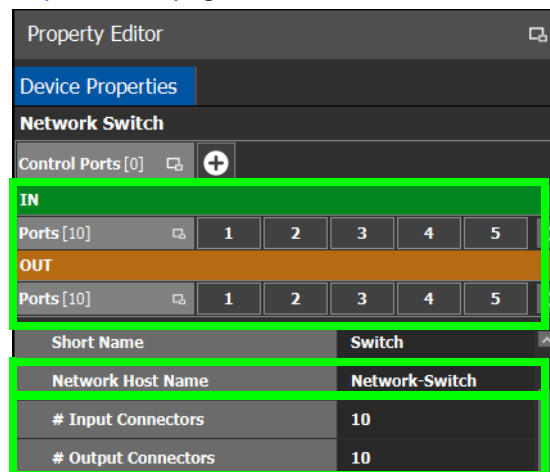 Property Editor
Device Properties
Network Switch
Control Ports [0]
IN
Ports [10] 1 2 3 4 5
OUT
Ports [10] 1 2 3 4 5
Short Name Switch
Network Host Name Network-Switch
# Input Connectors 10
# Output Connectors 10